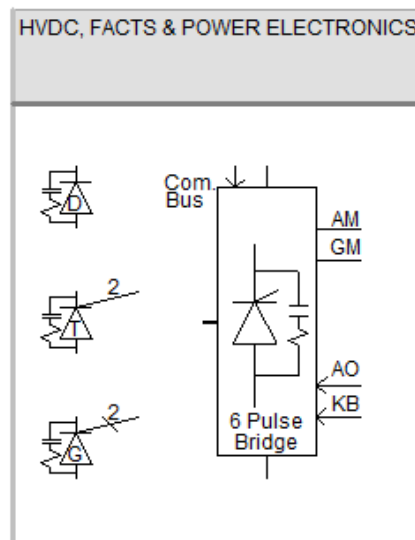 HVDC, FACTS & POWER ELECTRONICS
Com.
Bus
D
AM
GM
2
T
AO
KB
2
G
6 Pulse
Bridge